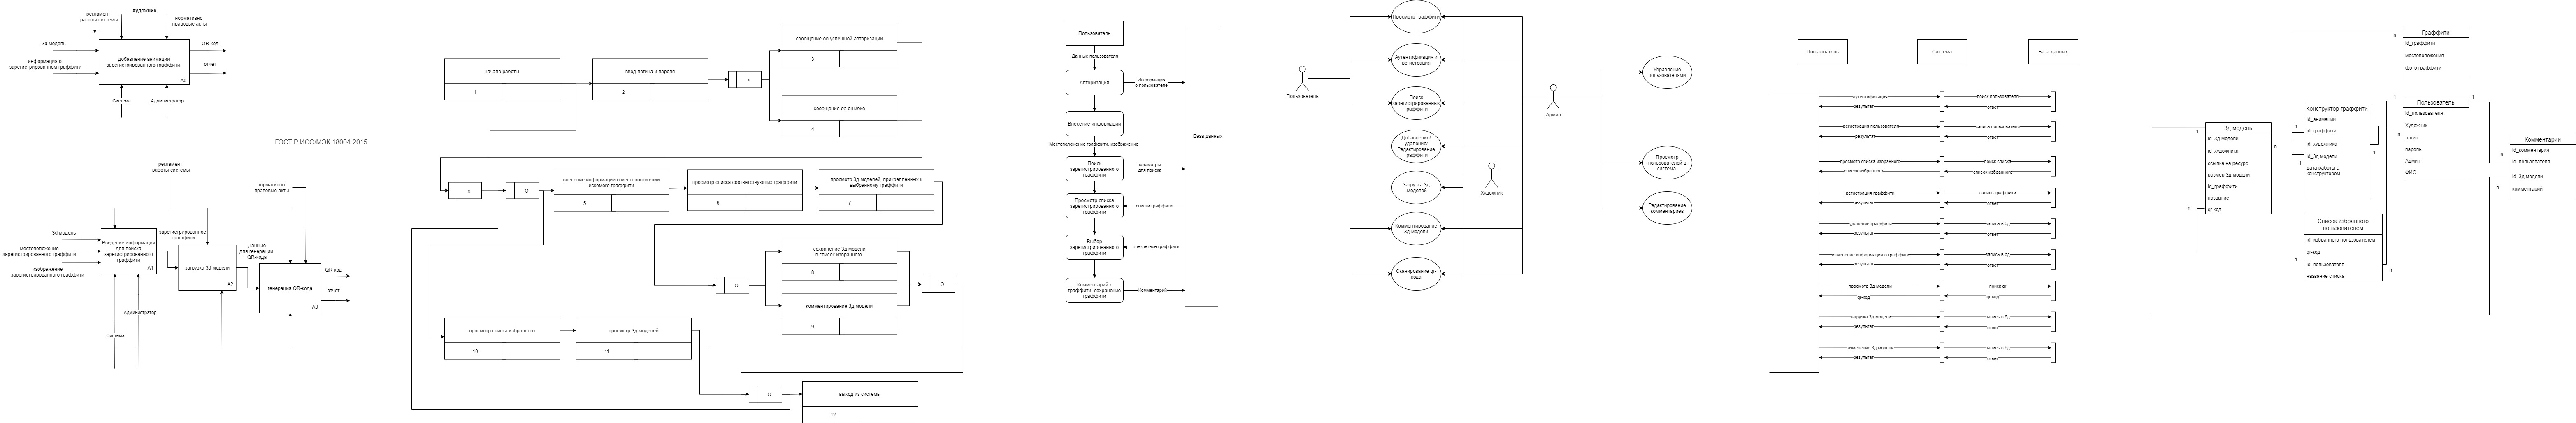 Художник
регламент
работы системы
нормативно
правовые акты
3d модель
QR-код
добавление анимации
зарегистрированного граффити
информация о
зарегистрированном граффити
отчет
A0
Система
Администратор
ГОСТ Р ИСО/МЭК 18004-2015
регламент
работы системы
нормативно
правовые акты
3d модель
местоположение
зарегистрированного граффити
изображение
зарегистрированного граффити
Введение информации
для поиска
зарегистрированного
граффити
A1
зарегистрированное
граффити
загрузка 3d модели
A2
Данные
для генерации
QR-кода
генерация QR-кода
A3
QR-код
отчет
Администратор
Система
начало работы
1
ввод логина и пароля
2
x
сообщение об успешной авторизации
3
сообщение об ошибке
4
x
O
внесение информации о местоположении
искомого граффити
5
просмотр списка соответствующих граффити
6
просмотр 3д моделей, прикрепленных к
выбранному граффити
7
O
сохранение 3д модели
в список избранного
8
комментирование 3д модели
9
O
просмотр списка избранного
10
просмотр 3д моделей
11
O
выход из системы
12
Пользователь
Данные пользователя
Авторизация
Информация
о пользователе
Внесение информации
Местоположение граффити, изображение
База данных
Поиск
зарегистрированного
граффити
параметры
для поиска
Просмотр списка
зарегистрированного
граффити
списки граффити
Выбор
зарегистрированного
граффити
конкретное граффити
Комментарий к
граффити, сохранение
граффити
Комментарий
Просмотр граффити
Аутентификация и
регистрация
Поиск
зарегистрированных
граффити
Добавление/
удаление/
Редактирование
граффити
Загрузка 3д
моделей
Комментирование
3д модели
Сканирование qr-
кода
Пользователь
Художник
Админ
Управление
пользователями
Просмотр
пользователей в
система
Редактирование
комментариев
Пользователь
Система
База данных
аутентификация
поиск пользователя
результат
ответ
регистрация пользователя
запись пользователя
результат
ответ
просмотр списка избранного
поиск списка
список избранного
список избранного
регистрация граффити
запись граффити
результат
ответ
удаление граффити
запись в бд
результат
ответ
изменение информации о граффити
запись в бд
результат
ответ
просмотр 3д модели
поиск qr
qr-код
qr-код
загрузка 3д модели
запись в бд
результат
ответ
изменение 3д модели
запись в бд
результат
ответ
Граффити
id_граффити
местоположения
фото граффити
n
1
3д модель
id_3д модели
id_художника
ссылка на ресурс
размер 3д модели
id_граффити
название
qr-код
1
n
n
Конструктор граффити
id_анимации
id_граффити
id_художника
id_3д модели
дата работы с
конструктором
1
1
Список избранного
пользователем
id_избранного пользователем
qr-код
id_пользователя
название списка
1
n
Пользователь
id_пользователя
Художник
логин
пароль
Админ
ФИО
1
1
n
Комментарии
id_комментария
id_пользователя
id_3д модели
комментарий
n
n